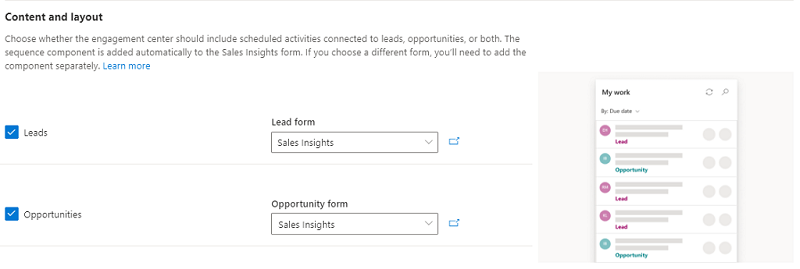 Content and layout
Choose whether the engagement center should include scheduled activities connected to leads, opportunities, or both. The
sequence component is added automatically to the Sales Insights form. If you choose a different form, you'll need to add the
component separately. Learn more
Leads
Lead form
Sales Insights
Opportunities
Opportunity form
Sales Insights
My work
By: Due date
Lead
Opportunity
Lead
Lead
Opportunity